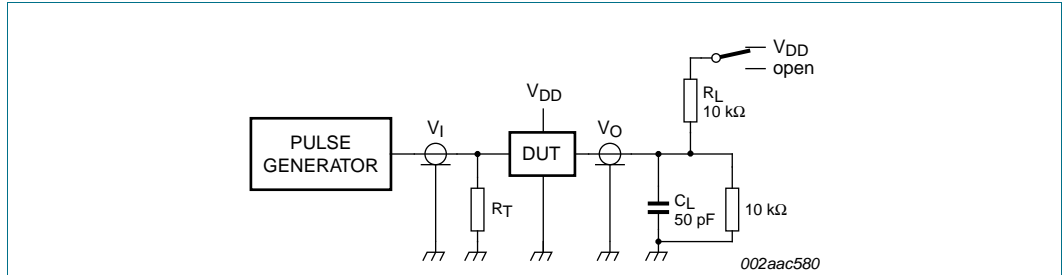 V_DD
open
R_L
10 kΩ
V_DD
V_I
V_O
PULSE
GENERATOR
DUT
R_T
C_L
50 pF
10 kΩ
002aac580